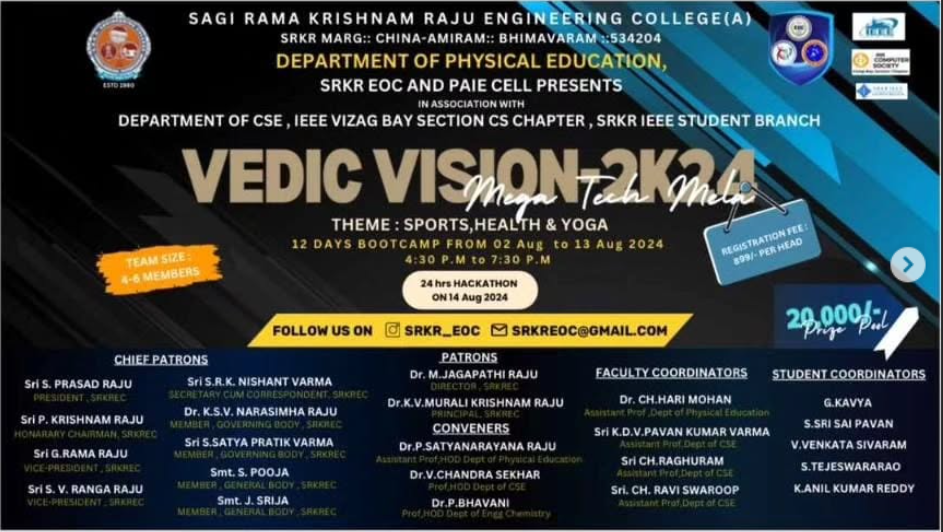 SAGI RAMA KRISHNAM RAJU ENGINEERING COLLEGE(A)
SRKR MARG:: CHINA-AMIRAM:: BHIMAVARAM ::534204
DEPARTMENT OF PHYSICAL EDUCATION,
SRKR EOC AND PAIE CELL PRESENTS
IN ASSOCIATION WITH
DEPARTMENT OF CSE , IEEE VIZAG BAY SECTION CS CHAPTER , SRKR IEEE STUDENT BRANCH
ESTD 1980
COMPUTER
SOCIETY
VEDIC VISION-2K24
Mega Tech Mela
THEME : SPORTS,HEALTH & YOGA
12 DAYS BOOTCAMP FROM 02 Aug to 13 Aug 2024
4:30 P.M to 7:30 P.M
TEAM SIZE :
4-6 MEMBERS
REGISTRATION FEE :
899/- PER HEAD
24 hrs HACKATHON
ON 14 Aug 2024
20,000/-
Prize Pool
FOLLOW US ON SRKR_EOC SRKREOC@GMAIL.COM
CHIEF PATRONS
Sri S. PRASAD RAJU
PRESIDENT , SRKREC
Sri P. KRISHNAM RAJU
HONARARY CHAIRMAN, SRKREC
Sri G.RAMA RAJU
VICE-PRESIDENT , SRKREC
Sri S. V. RANGA RAJU
VICE-PRESIDENT , SRKREC
Sri S.R.K. NISHANT VARMA
SECRETARY CUM CORRESPONDENT, SRKREC
Dr. K.S.V. NARASIMHA RAJU
MEMBER , GOVERNING BODY , SRKREC
Sri S.SATYA PRATIK VARMA
MEMBER , GOVERNING BODY , SRKREC
Smt. S. POOJA
MEMBER , GENERAL BODY , SRKREC
Smt. J. SRIJA
MEMBER , GENERAL BODY , SRKREC
PATRONS
Dr. M.JAGAPATHI RAJU
DIRECTOR , SRKREC
Dr.K.V.MURALI KRISHNAM RAJU
PRINCIPAL, SRKREC
CONVENERS
Dr.P.SATYANARAYANA RAJU
Assistant Prof,HOD Dept of Physical Education
Dr.V.CHANDRA SEKHAR
Prof,HOD Dept of CSE
Dr.P.BHAVANI
Prof,HOD Dept of Engg Chemistry
FACULTY COORDINATORS
Dr. CH.HARI MOHAN
Assistant Prof ,Dept of Physical Education
Sri K.D.V.PAVAN KUMAR VARMA
Assistant Prof,Dept of CSE
Sri CH.RAGHURAM
Assistant Prof,Dept of CSE
Sri. CH. RAVI SWAROOP
Assistant Prof,Dept of CSE
STUDENT COORDINATORS
G.KAVYA
S.SRI SAI PAVAN
V.VENKATA SIVARAM
S.TEJESWARARAO
K.ANIL KUMAR REDDY